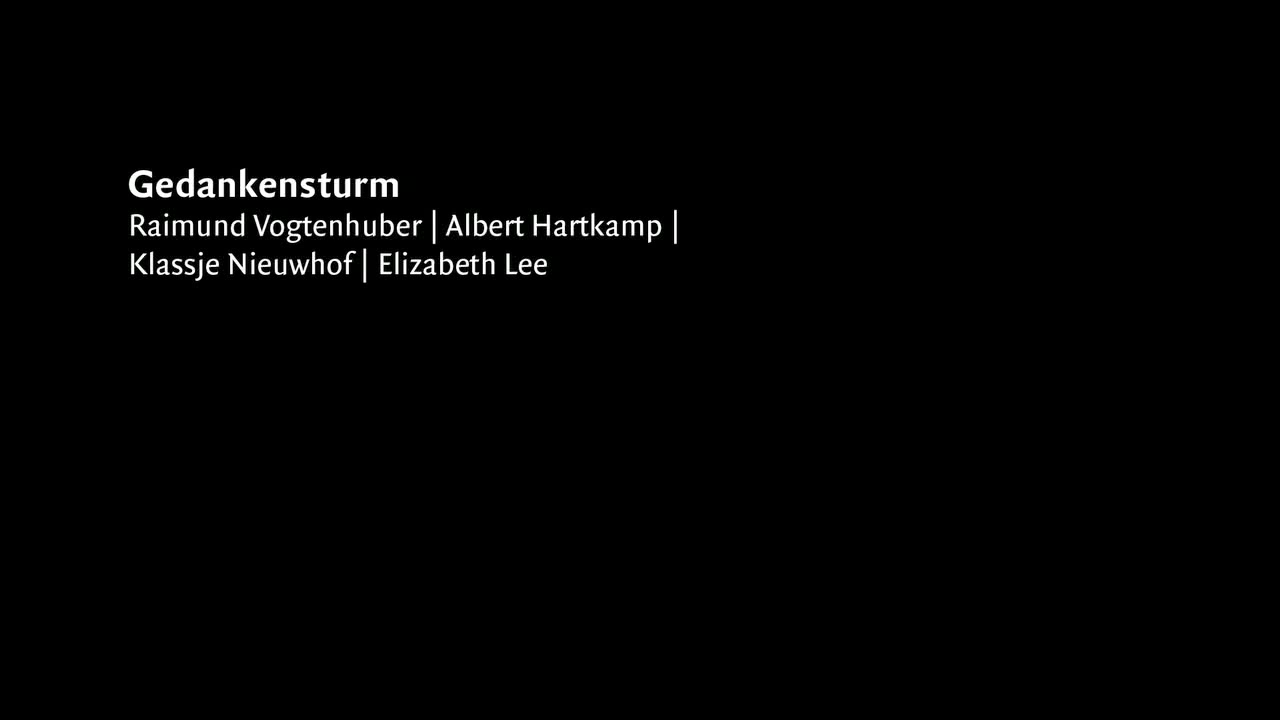 Gedankensturm
Raimund Vogtenhuber | Albert Hartkamp |
Klassje Nieuwhof | Elizabeth Lee